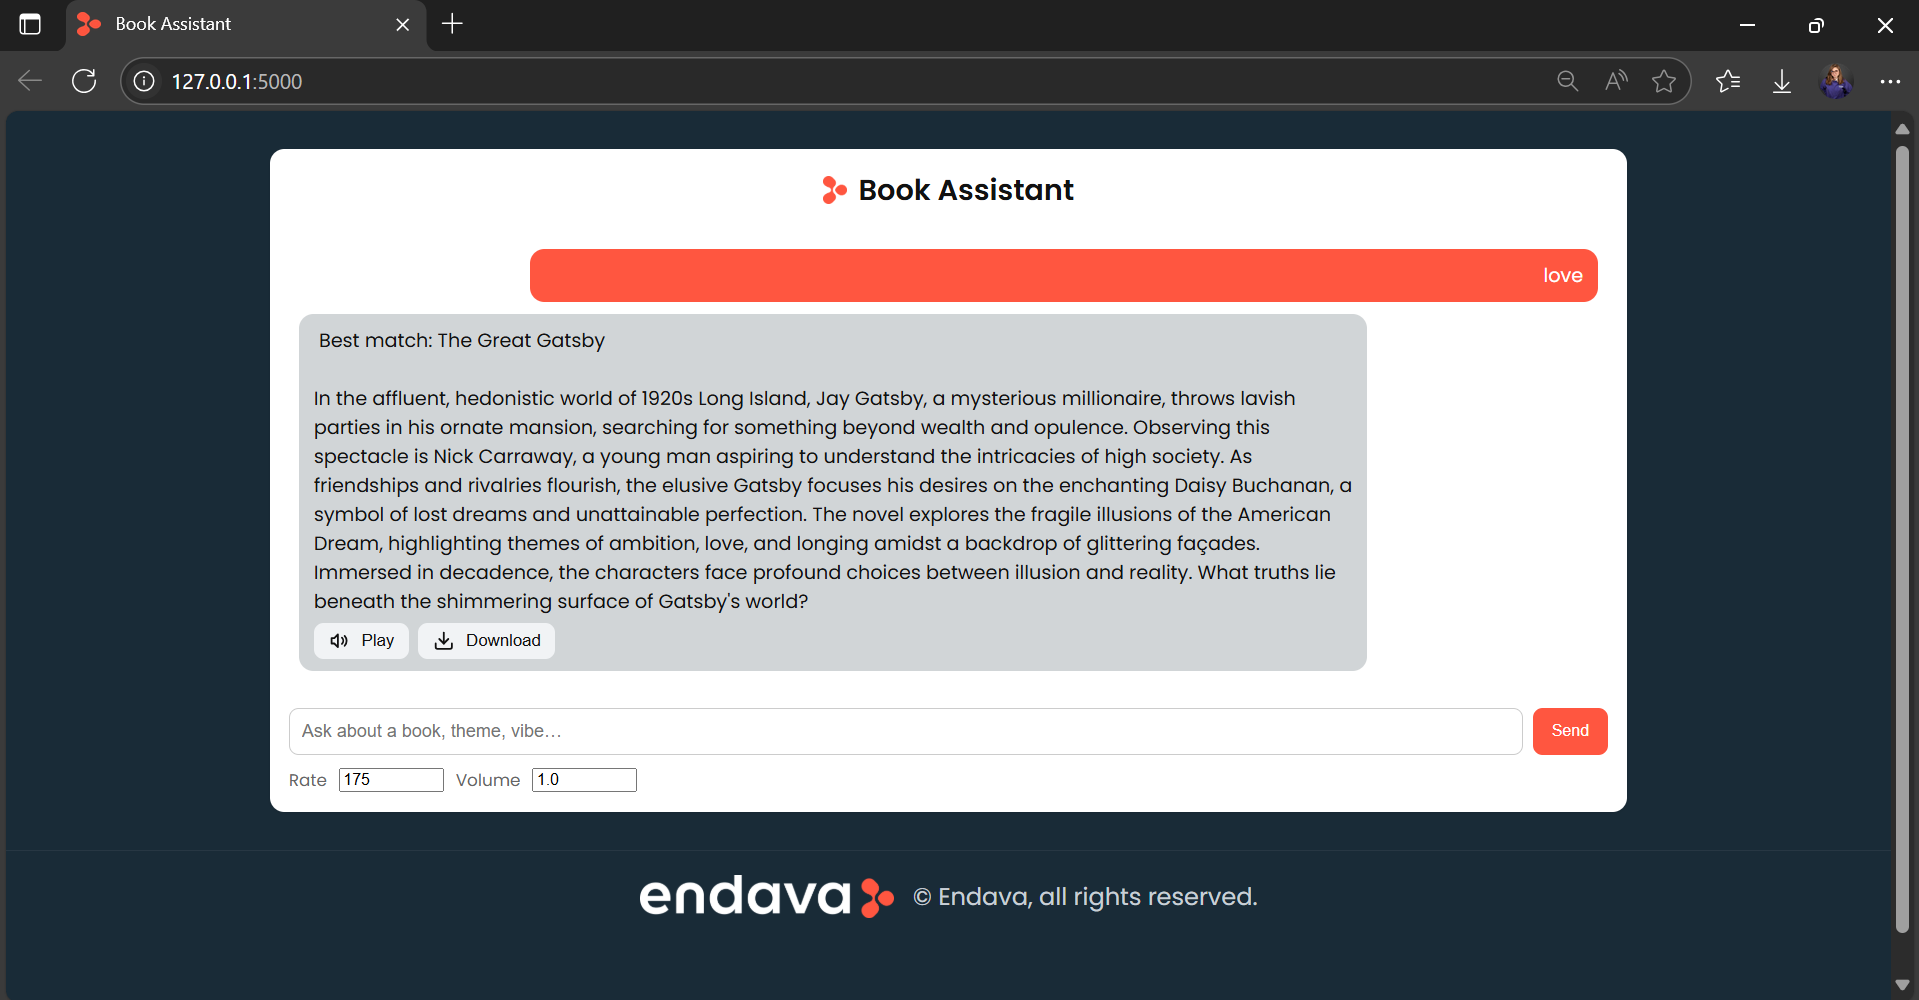 Book Assistant
127.0.0.1:5000
Book Assistant
love
Best match: The Great Gatsby
In the affluent, hedonistic world of 1920s Long Island, Jay Gatsby, a mysterious millionaire, throws lavish
parties in his ornate mansion, searching for something beyond wealth and opulence. Observing this
spectacle is Nick Carraway, a young man aspiring to understand the intricacies of high society. As
friendships and rivalries flourish, the elusive Gatsby focuses his desires on the enchanting Daisy Buchanan, a
symbol of lost dreams and unattainable perfection. The novel explores the fragile illusions of the American
Dream, highlighting themes of ambition, love, and longing amidst a backdrop of glittering façades.
Immersed in decadence, the characters face profound choices between illusion and reality. What truths lie
beneath the shimmering surface of Gatsby's world?
Play Download
Ask about a book, theme, vibe… Send
Rate 175 Volume 1.0
endava © Endava, all rights reserved.